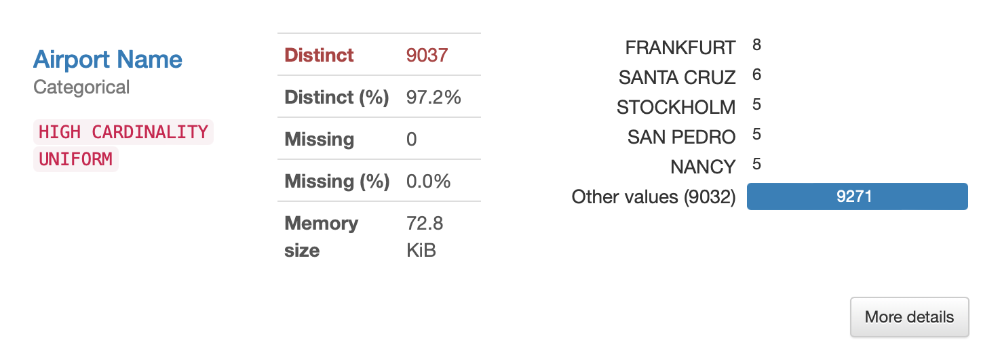 Airport Name
Categorical
HIGH CARDINALITY
UNIFORM
Distinct 9037
Distinct (%) 97.2%
Missing 0
Missing (%) 0.0%
Memory size 72.8 KiB
FRANKFURT 8
SANTA CRUZ 6
STOCKHOLM 5
SAN PEDRO 5
NANCY 5
Other values (9032) 9271
More details